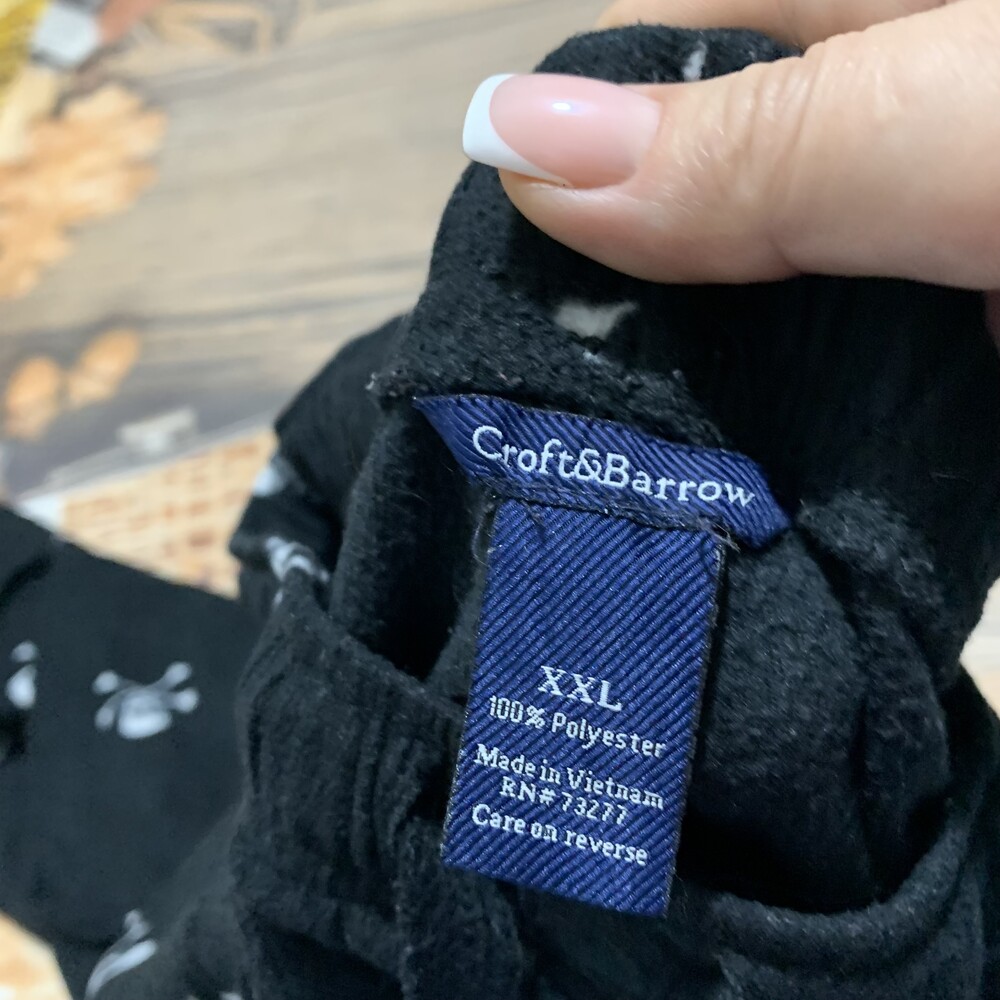 Croft&Barrow
XXL
100% Polyester
Made in Vietnam
RN# 73277
Care on reverse